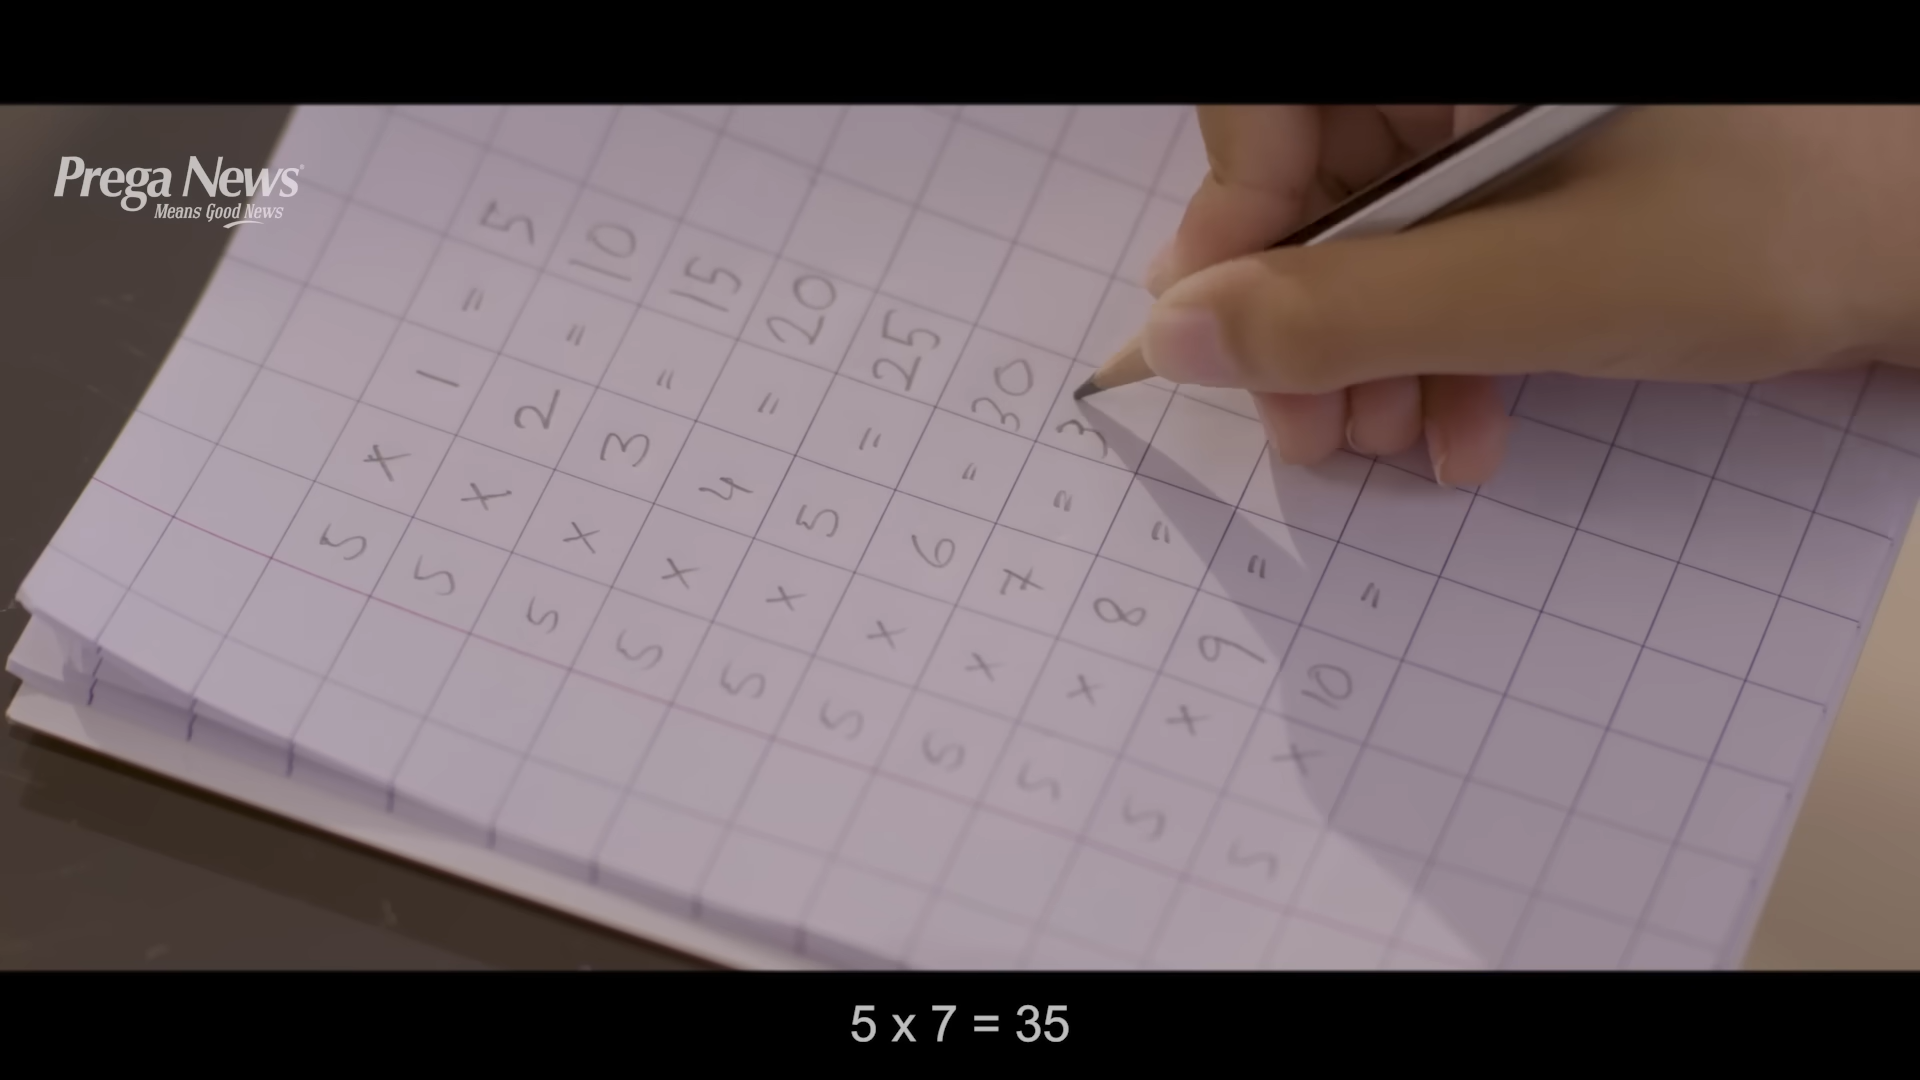 Prega News
Means Good News
5 x 1 = 5
5 x 2 = 10
5 x 3 = 15
5 x 4 = 20
5 x 5 = 25
5 x 6 = 30
5 x 7 = 3
5 x 8 =
5 x 9 =
5 x 10 =
5 x 7 = 35